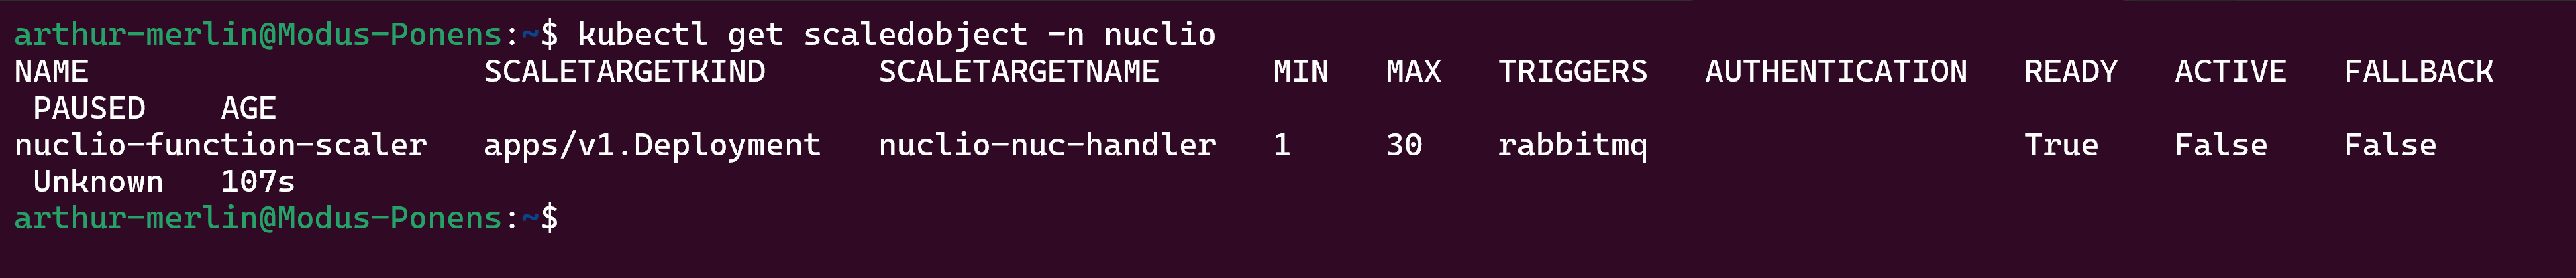 arthur-merlin@Modus-Ponens:~$ kubectl get scaledobject -n nuclio
NAME                     SCALETARGETKIND      SCALETARGETNAME      MIN   MAX   TRIGGERS   AUTHENTICATION   READY   ACTIVE   FALLBACK
 PAUSED    AGE
nuclio-function-scaler   apps/v1.Deployment   nuclio-nuc-handler   1     30    rabbitmq                    True    False    False
 Unknown   107s
arthur-merlin@Modus-Ponens:~$